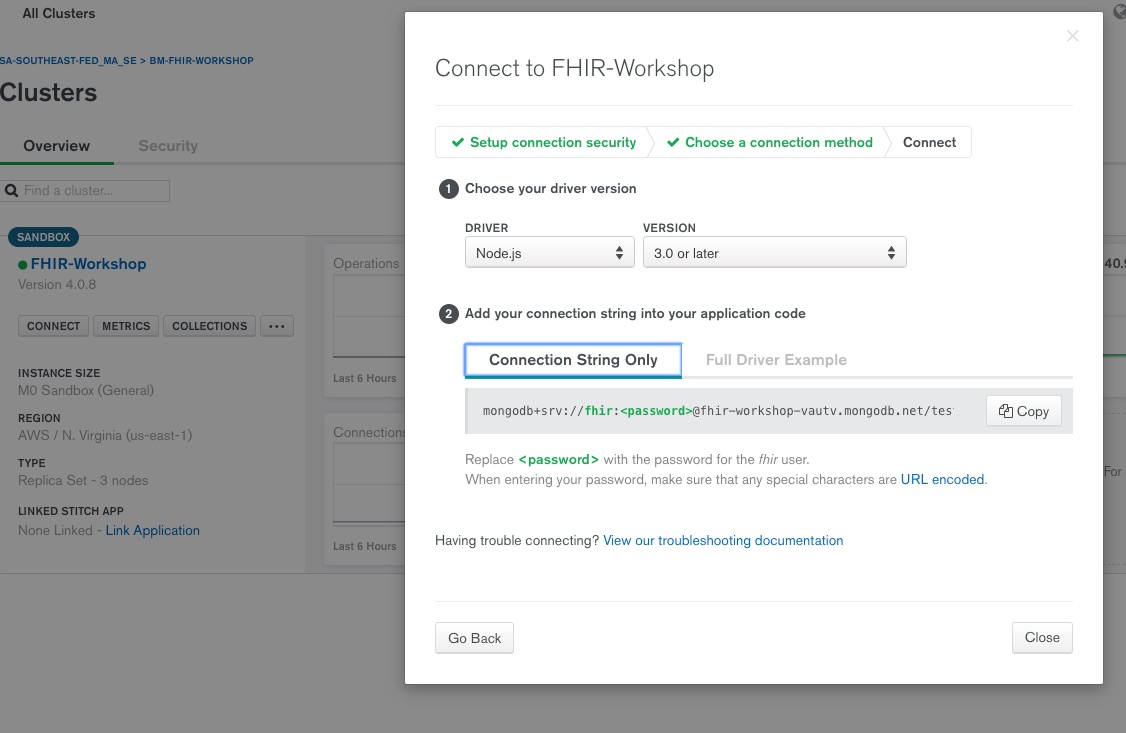 All Clusters
SA-SOUTHEAST-FED_MA_SE > BM-FHIR-WORKSHOP
Clusters
Overview
Security
Find a cluster...
SANDBOX
FHIR-Workshop
Version 4.0.8
CONNECT
METRICS
COLLECTIONS
...
INSTANCE SIZE
M0 Sandbox (General)
REGION
AWS / N. Virginia (us-east-1)
TYPE
Replica Set - 3 nodes
LINKED STITCH APP
None Linked - Link Application
Operations
Last 6 Hours
Connections
Last 6 Hours
40.9
For
Connect to FHIR-Workshop
Setup connection security
Choose a connection method
Connect
1 Choose your driver version
DRIVER
VERSION
Node.js
3.0 or later
2 Add your connection string into your application code
Connection String Only
Full Driver Example
mongodb+srv://fhir:<password>@fhir-workshop-vautv.mongodb.net/tes
Copy
Replace <password> with the password for the fhir user.
When entering your password, make sure that any special characters are URL encoded.
Having trouble connecting? View our troubleshooting documentation
Go Back
Close